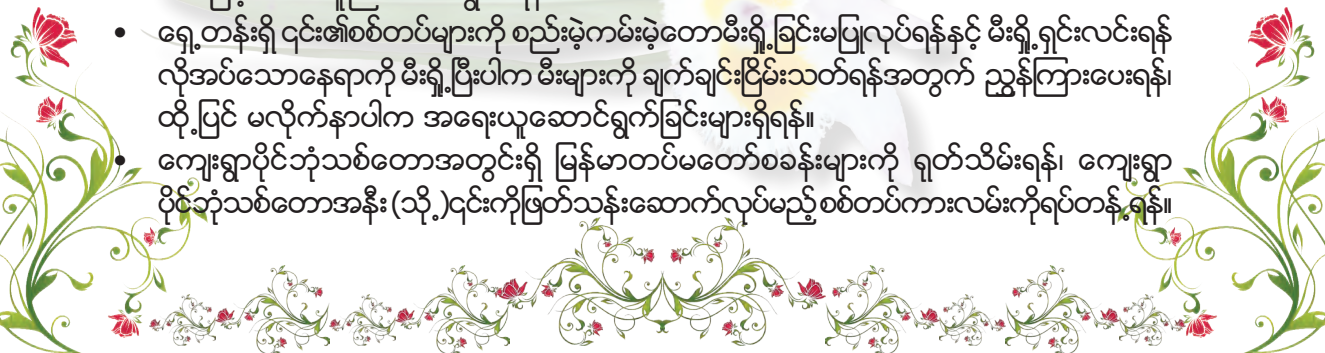 • ရှေ့တန်းရှိ ၎င်း၏စစ်တပ်များကို စည်းမဲ့ကမ်းမဲ့တောမီးရှို့ခြင်းမပြုလုပ်ရန်နှင့် မီးရှို့ရှင်းလင်းရန်
လိုအပ်သောနေရာကို မီးရှို့ပြီးပါက မီးများကို ချက်ချင်းငြိမ်းသတ်ရန်အတွက် ညွှန်ကြားပေးရန်၊
ထို့ပြင် မလိုက်နာပါက အရေးယူဆောင်ရွက်ခြင်းများရှိရန်။
• ကျေးရွာပိုင်ဘုံသစ်တောအတွင်းရှိ မြန်မာတပ်မတော်စခန်းများကို ရုတ်သိမ်းရန်၊ ကျေးရွာ
ပိုင်ဘုံသစ်တောအနီး (သို့)၎င်းကိုဖြတ်သန်းဆောက်လုပ်မည့်စစ်တပ်ကားလမ်းကိုရပ်တန့်ရန်။